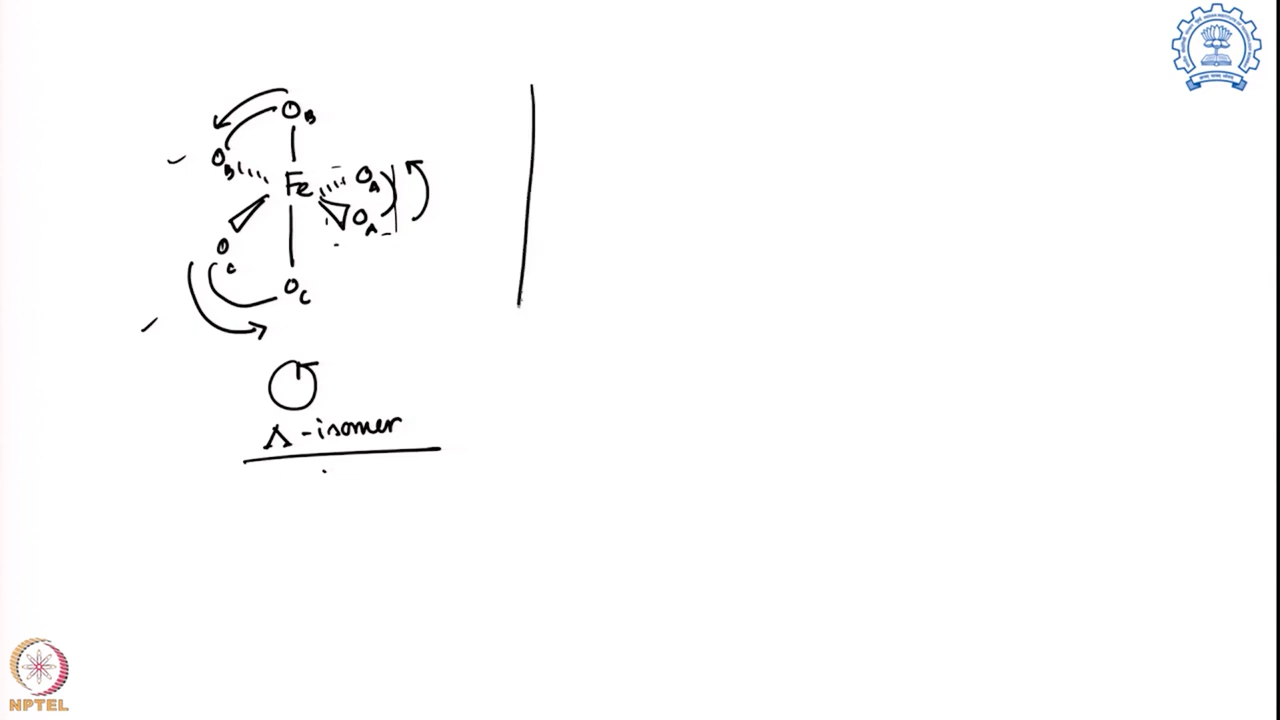 O_B
O_B
Fe
O_A
O_A
O_C
O_C
Λ-isomer
NPTEL